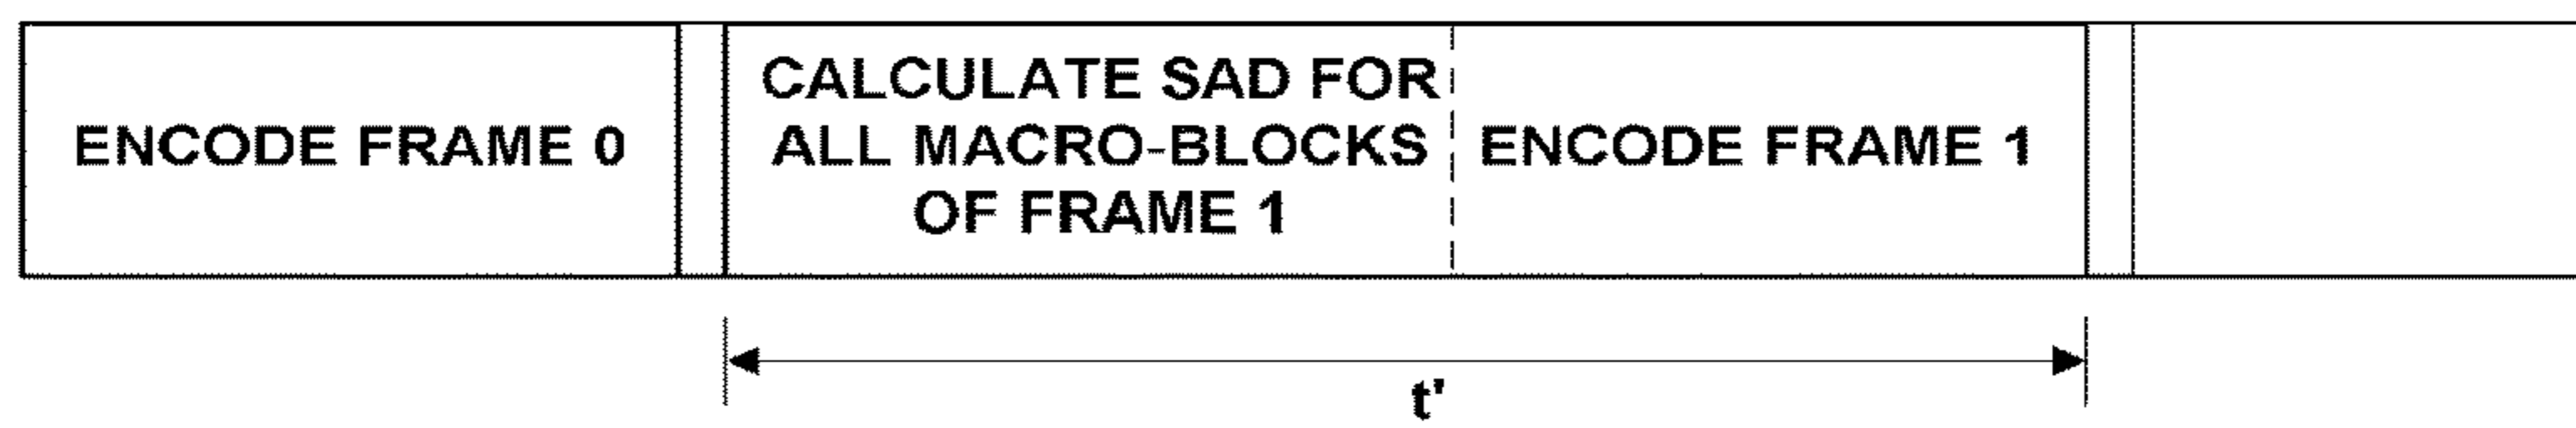 ENCODE FRAME 0
CALCULATE SAD FOR
ALL MACRO-BLOCKS
OF FRAME 1
ENCODE FRAME 1
t'